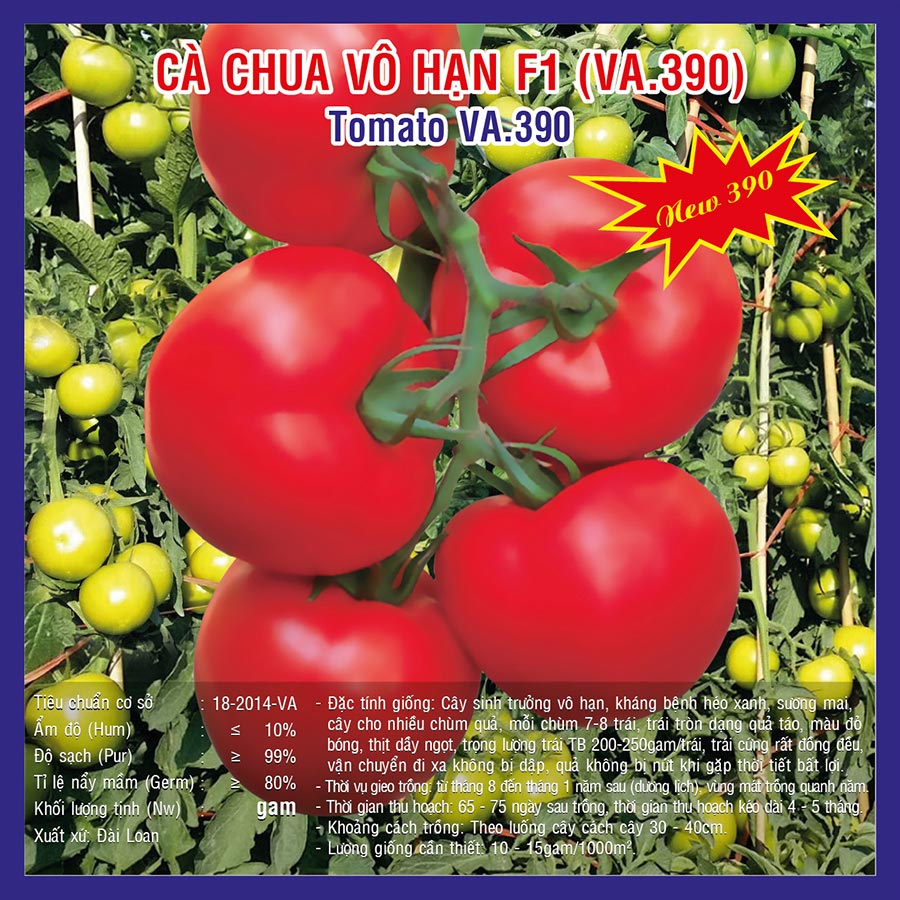 CÀ CHUA VÔ HẠN F1 (VA.390)
Tomato VA.390
New 390
Tiêu chuẩn cơ sở : 18-2014-VA
Ẩm độ (Hum) : ≤ 10%
Độ sạch (Pur) : ≥ 99%
Tỉ lệ nẩy mầm (Germ) : ≥ 80%
Khối lượng tịnh (Nw) : gam
Xuất xứ: Đài Loan
- Đặc tính giống: Cây sinh trưởng vô hạn, kháng bệnh héo xanh, sương mai,
cây cho nhiều chùm quả, mỗi chùm 7-8 trái, trái tròn dạng quả táo, màu đỏ
bóng, thịt dầy ngọt, trọng lượng trái TB 200-250gam/trái, trái cứng rất đồng đều,
vận chuyển đi xa không bị dập, quả không bị nứt khi gặp thời tiết bất lợi.
- Thời vụ gieo trồng: từ tháng 8 đến tháng 1 năm sau (dương lịch), vùng mát trồng quanh năm.
- Thời gian thu hoạch: 65 - 75 ngày sau trồng, thời gian thu hoạch kéo dài 4 - 5 tháng.
- Khoảng cách trồng: Theo luống cây cách cây 30 - 40cm.
- Lượng giống cần thiết: 10 - 15gam/1000m².